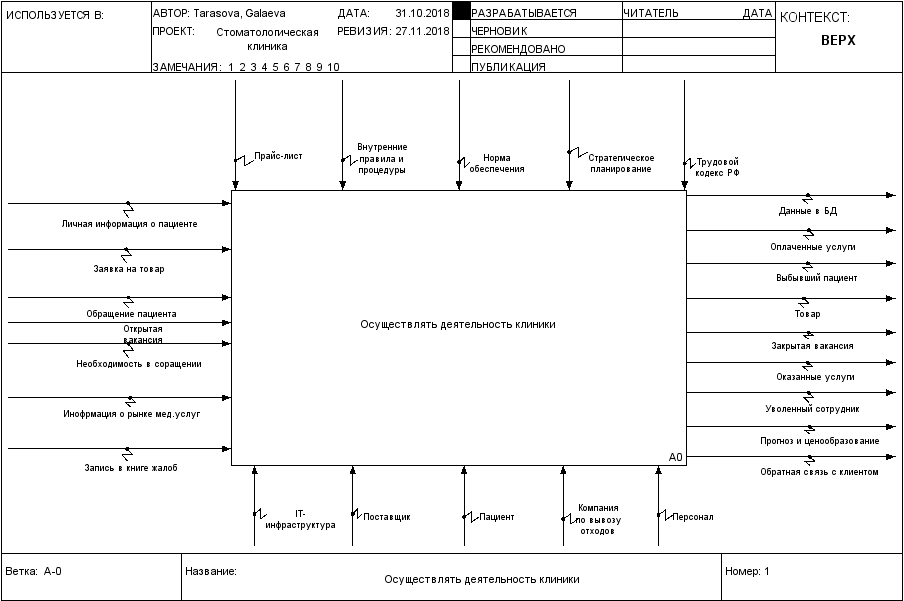 ИСПОЛЬЗУЕТСЯ В:
АВТОР: Tarasova, Galaeva
ДАТА: 31.10.2018
ПРОЕКТ: Стоматологическая
клиника
РЕВИЗИЯ: 27.11.2018
ЗАМЕЧАНИЯ: 1 2 3 4 5 6 7 8 9 10
РАЗРАБАТЫВАЕТСЯ
ЧЕРНОВИК
РЕКОМЕНДОВАНО
ПУБЛИКАЦИЯ
ЧИТАТЕЛЬ ДАТА
КОНТЕКСТ:
ВЕРХ
Прайс-лист
Внутренние
правила и
процедуры
Норма
обеспечения
Стратегическое
планирование
Трудовой
кодекс РФ
Личная информация о пациенте
Заявка на товар
Обращение пациента
Открытая
вакансия
Необходимость в соращении
Инофрмация о рынке мед.услуг
Запись в книге жалоб
Осуществлять деятельность клиники
A0
Данные в БД
Оплаченные услуги
Выбывший пациент
Товар
Закрытая вакансия
Оказанные услуги
Уволенный сотрудник
Прогноз и ценообразование
Обратная связь с клиентом
IT-
инфраструктура
Поставщик
Пациент
Компания
по вывозу
отходов
Персонал
Ветка: A-0
Название:
Осуществлять деятельность клиники
Номер: 1